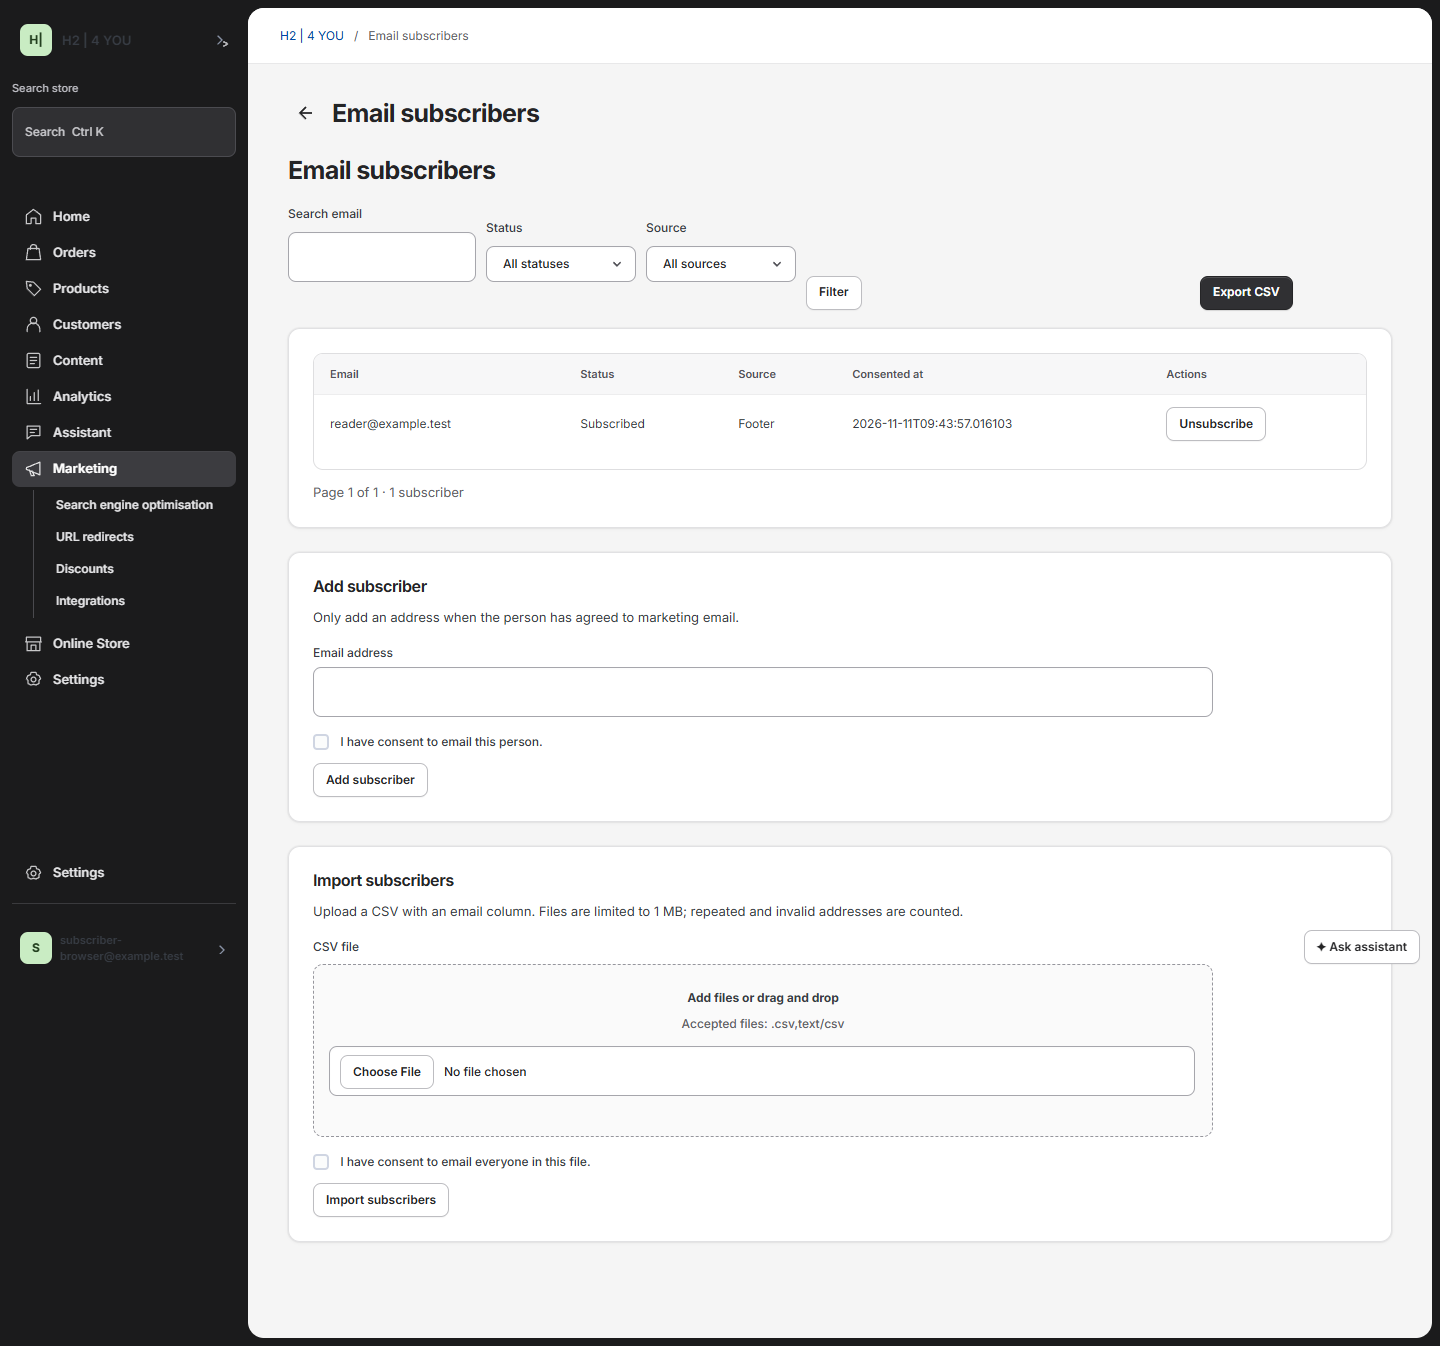 H|
H2 | 4 YOU
Search store
Search Ctrl K
Home
Orders
Products
Customers
Content
Analytics
Assistant
Marketing
Search engine optimisation
URL redirects
Discounts
Integrations
Online Store
Settings
Settings
S
subscriber-
browser@example.test
H2 | 4 YOU / Email subscribers
Email subscribers
Email subscribers
Search email
Status
Source
All statuses
All sources
Filter
Export CSV
Email Status Source Consented at Actions
reader@example.test Subscribed Footer 2026-11-11T09:43:57.016103 Unsubscribe
Page 1 of 1 · 1 subscriber
Add subscriber
Only add an address when the person has agreed to marketing email.
Email address
I have consent to email this person.
Add subscriber
Import subscribers
Upload a CSV with an email column. Files are limited to 1 MB; repeated and invalid addresses are counted.
CSV file
Ask assistant
Add files or drag and drop
Accepted files: .csv,text/csv
Choose File No file chosen
I have consent to email everyone in this file.
Import subscribers